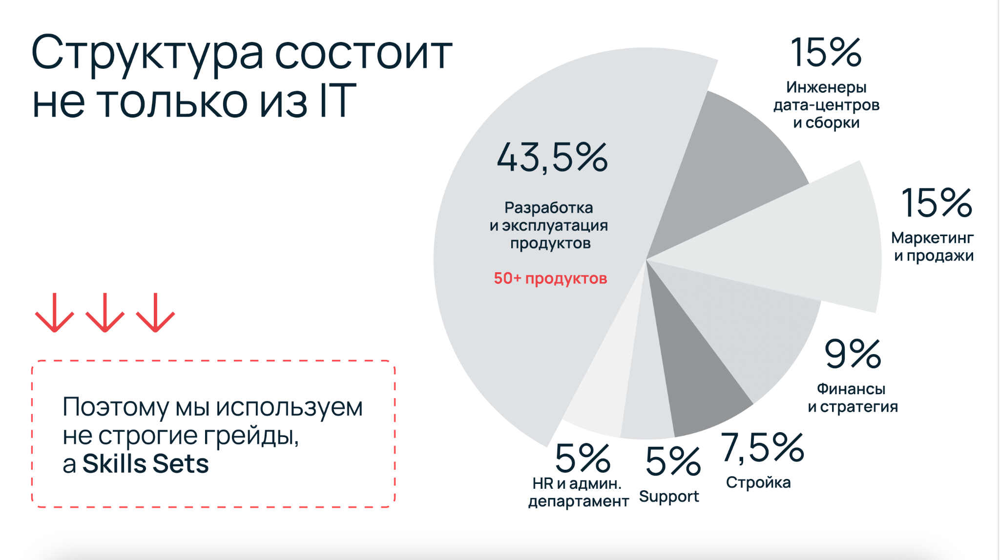 Структура состоит
не только из IT
43,5%
Разработка
и эксплуатация
продуктов
50+ продуктов
15%
Инженеры
дата-центров
и сборки
15%
Маркетинг
и продажи
9%
Финансы
и стратегия
7,5%
Стройка
5%
Support
5%
HR и админ.
департамент
Поэтому мы используем
не строгие грейды,
а Skills Sets